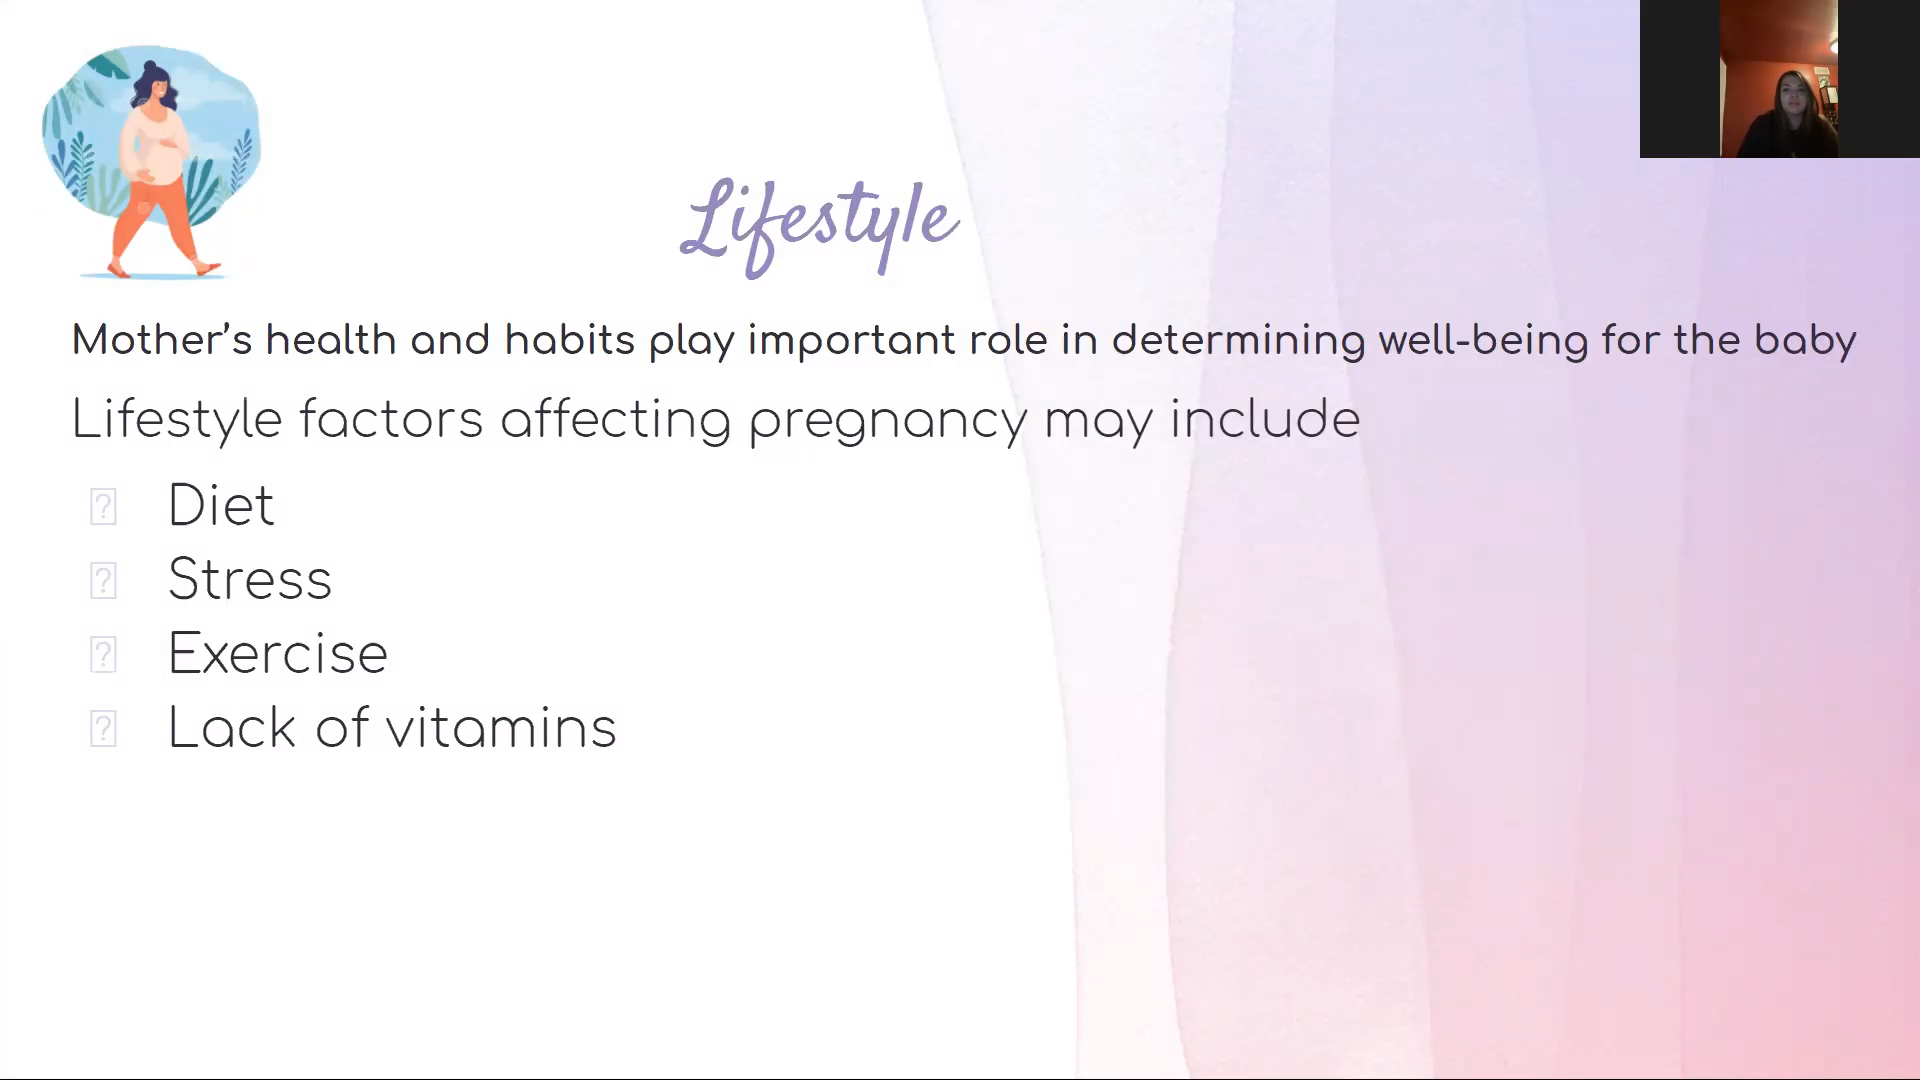 Lifestyle
Mother's health and habits play important role in determining well-being for the baby
Lifestyle factors affecting pregnancy may include
Diet
Stress
Exercise
Lack of vitamins